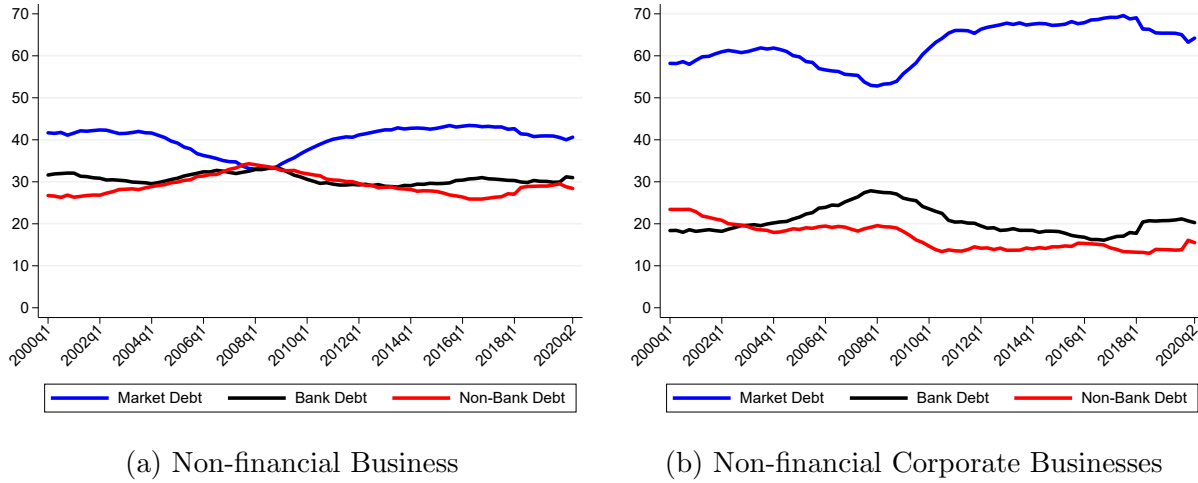 70
60
50
40
30
20
10
0
2000q1
2002q1
2004q1
2006q1
2008q1
2010q1
2012q1
2014q1
2016q1
2018q1
2020q2
Market Debt Bank Debt Non-Bank Debt
(a) Non-financial Business
70
60
50
40
30
20
10
0
2000q1
2002q1
2004q1
2006q1
2008q1
2010q1
2012q1
2014q1
2016q1
2018q1
2020q2
Market Debt Bank Debt Non-Bank Debt
(b) Non-financial Corporate Businesses